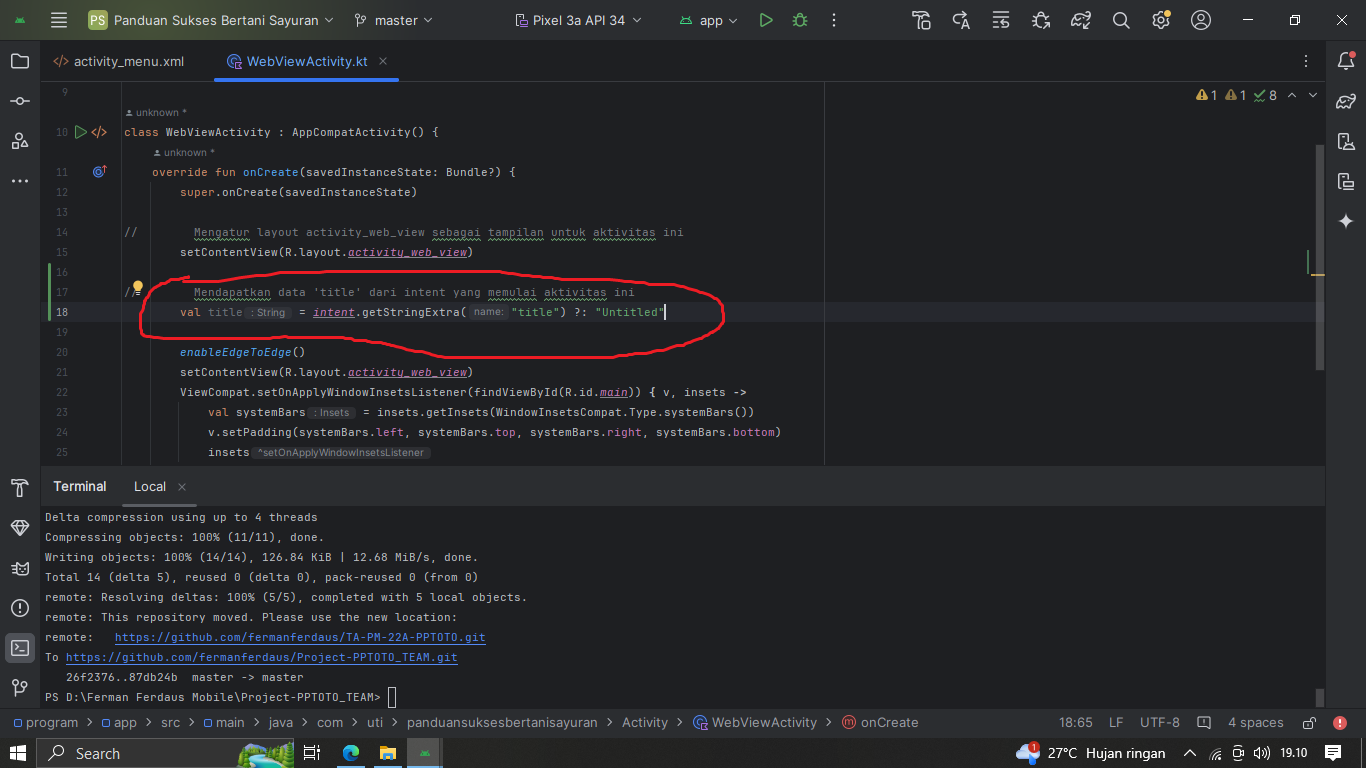 PS Panduan Sukses Bertani Sayuran master Pixel 3a API 34 app
activity_menu.xml WebViewActivity.kt
1 1 8
9
unknown *
10 class WebViewActivity : AppCompatActivity() {
unknown *
11 override fun onCreate(savedInstanceState: Bundle?) {
12 super.onCreate(savedInstanceState)
13
14 // Mengatur layout activity_web_view sebagai tampilan untuk aktivitas ini
15 setContentView(R.layout.activity_web_view)
16
17 // Mendapatkan data 'title' dari intent yang memulai aktivitas ini
18 val title : String = intent.getStringExtra( name: "title") ?: "Untitled"
19
20 enableEdgeToEdge()
21 setContentView(R.layout.activity_web_view)
22 ViewCompat.setOnApplyWindowInsetsListener(findViewById(R.id.main)) { v, insets ->
23 val systemBars : Insets = insets.getInsets(WindowInsetsCompat.Type.systemBars())
24 v.setPadding(systemBars.left, systemBars.top, systemBars.right, systemBars.bottom)
25 insets ^setOnApplyWindowInsetsListener
Terminal Local
Delta compression using up to 4 threads
Compressing objects: 100% (11/11), done.
Writing objects: 100% (14/14), 126.84 KiB | 12.68 MiB/s, done.
Total 14 (delta 5), reused 0 (delta 0), pack-reused 0 (from 0)
remote: Resolving deltas: 100% (5/5), completed with 5 local objects.
remote: This repository moved. Please use the new location:
remote: https://github.com/fermanferdaus/TA-PM-22A-PPTOTO.git
To https://github.com/fermanferdaus/Project-PPTOTO_TEAM.git
26f2376..87db24b master -> master
PS D:\Ferman Ferdaus Mobile\Project-PPTOTO_TEAM>
program > app > src > main > java > com > uti > panduansuksesbertanisayuran > Activity > WebViewActivity > onCreate 18:65 LF UTF-8 4 spaces
Search 1 27°C Hujan ringan 19.10